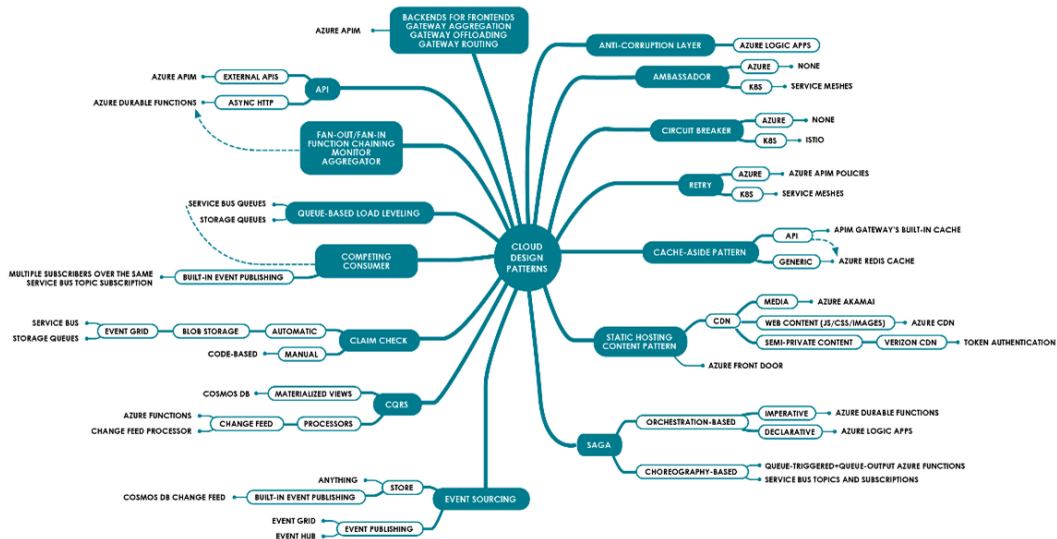 BACKENDS FOR FRONTENDS
GATEWAY AGGREGATION
GATEWAY OFFLOADING
GATEWAY ROUTING
AZURE APIM
API
EXTERNAL APIS
AZURE APIM
ASYNC HTTP
AZURE DURABLE FUNCTIONS
FAN-OUT/FAN-IN
FUNCTION CHAINING
MONITOR
AGGREGATOR
QUEUE-BASED LOAD LEVELING
SERVICE BUS QUEUES
STORAGE QUEUES
COMPETING
CONSUMER
BUILT-IN EVENT PUBLISHING
MULTIPLE SUBSCRIBERS OVER THE SAME
SERVICE BUS TOPIC SUBSCRIPTION
CLAIM CHECK
AUTOMATIC
BLOB STORAGE
EVENT GRID
SERVICE BUS
STORAGE QUEUES
MANUAL
CODE-BASED
CQRS
MATERIALIZED VIEWS
COSMOS DB
PROCESSORS
CHANGE FEED
AZURE FUNCTIONS
CHANGE FEED PROCESSOR
EVENT SOURCING
STORE
ANYTHING
BUILT-IN EVENT PUBLISHING
COSMOS DB CHANGE FEED
EVENT PUBLISHING
EVENT GRID
EVENT HUB
CLOUD
DESIGN
PATTERNS
ANTI-CORRUPTION LAYER
AZURE LOGIC APPS
AMBASSADOR
AZURE
NONE
K8S
SERVICE MESHES
CIRCUIT BREAKER
AZURE
NONE
K8S
ISTIO
RETRY
AZURE
AZURE APIM POLICIES
K8S
SERVICE MESHES
CACHE-ASIDE PATTERN
API
APIM GATEWAY'S BUILT-IN CACHE
GENERIC
AZURE REDIS CACHE
STATIC HOSTING
CONTENT PATTERN
CDN
MEDIA
AZURE AKAMAI
WEB CONTENT (JS/CSS/IMAGES)
AZURE CDN
SEMI-PRIVATE CONTENT
VERIZON CDN
TOKEN AUTHENTICATION
AZURE FRONT DOOR
SAGA
ORCHESTRATION-BASED
IMPERATIVE
AZURE DURABLE FUNCTIONS
DECLARATIVE
AZURE LOGIC APPS
CHOREOGRAPHY-BASED
QUEUE-TRIGGERED+QUEUE-OUTPUT AZURE FUNCTIONS
SERVICE BUS TOPICS AND SUBSCRIPTIONS